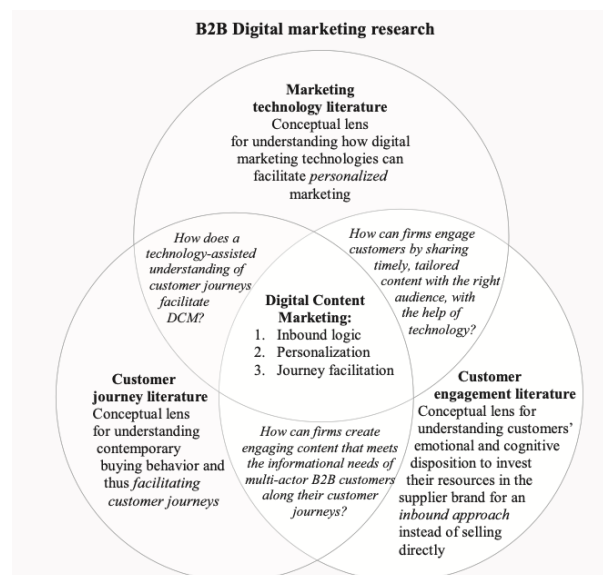 B2B Digital marketing research
Marketing
technology literature
Conceptual lens
for understanding how digital
marketing technologies can
facilitate personalized
marketing
How does a
technology-assisted
understanding of
customer journeys
facilitate
DCM?
How can firms engage
customers by sharing
timely, tailored
content with the right
audience, with
the help of
technology?
Digital Content
Marketing:
1. Inbound logic
2. Personalization
3. Journey facilitation
Customer
journey literature
Conceptual lens
for understanding
contemporary
buying behavior and
thus facilitating
customer journeys
How can firms create
engaging content that meets
the informational needs of
multi-actor B2B customers
along their customer
journeys?
Customer
engagement literature
Conceptual lens for
understanding customers'
emotional and cognitive
disposition to invest
their resources in the
supplier brand for an
inbound approach
instead of selling
directly